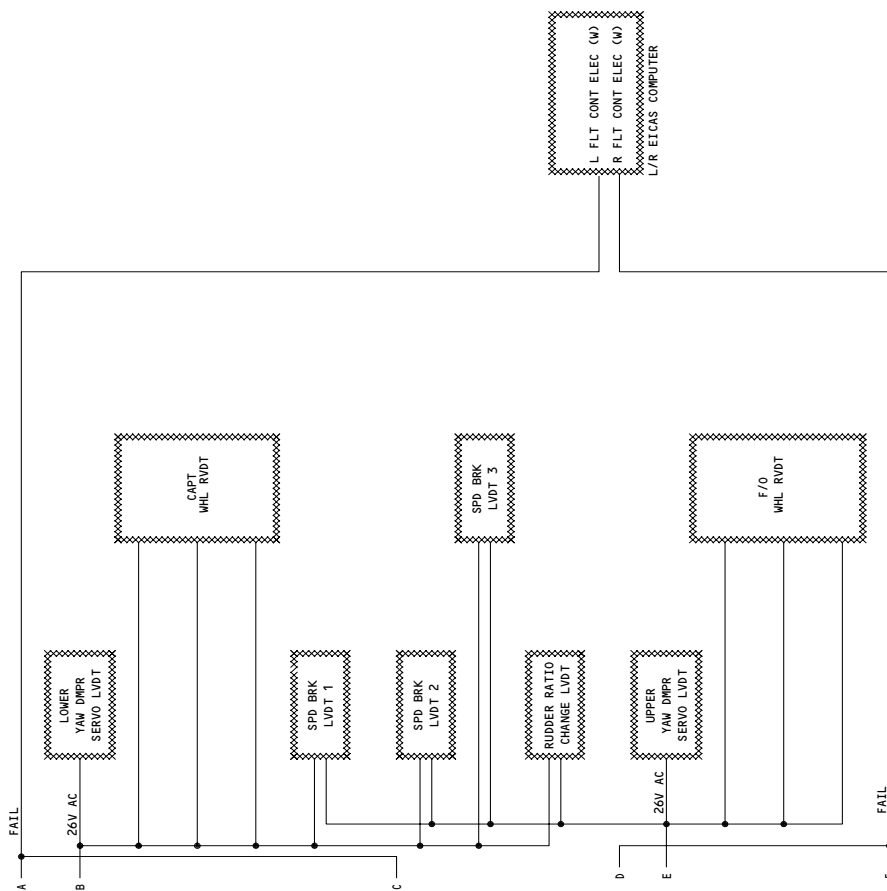 L FLT CONT ELEC (W)
R FLT CONT ELEC (W)
L/R EICAS COMPUTER
CAPT
WHL RVDT
SPD BRK
LVDT 3
F/O
WHL RVDT
LOWER
YAW DMPR
SERVO LVDT
SPD BRK
LVDT 1
SPD BRK
LVDT 2
RUDDER RATIO
CHANGE LVDT
UPPER
YAW DMPR
SERVO LVDT
FAIL
26V AC
26V AC
FAIL
A
B
C
D
E